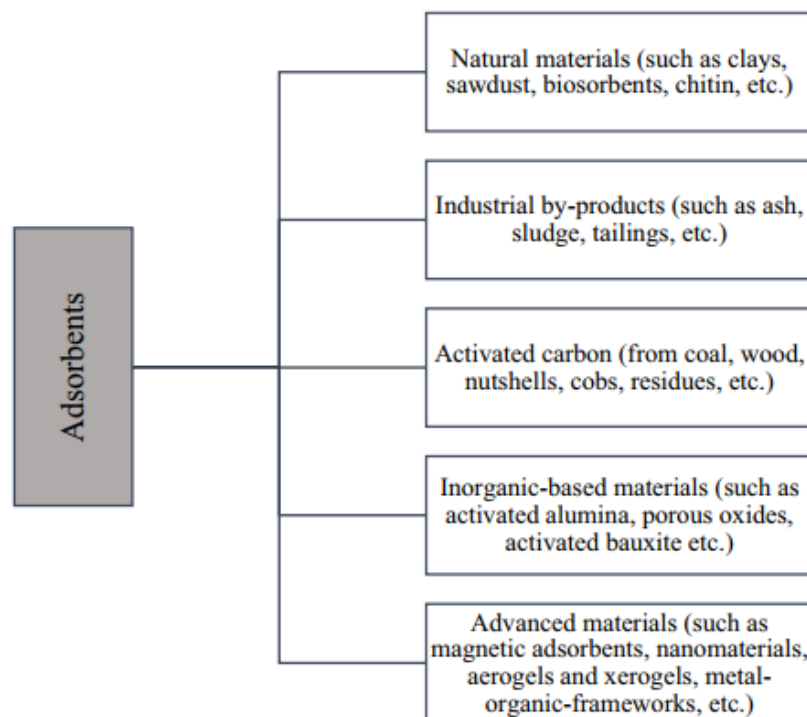 Adsorbents
Natural materials (such as clays,
sawdust, biosorbents, chitin, etc.)
Industrial by-products (such as ash,
sludge, tailings, etc.)
Activated carbon (from coal, wood,
nutshells, cobs, residues, etc.)
Inorganic-based materials (such as
activated alumina, porous oxides,
activated bauxite etc.)
Advanced materials (such as
magnetic adsorbents, nanomaterials,
aerogels and xerogels, metal-
organic-frameworks, etc.)